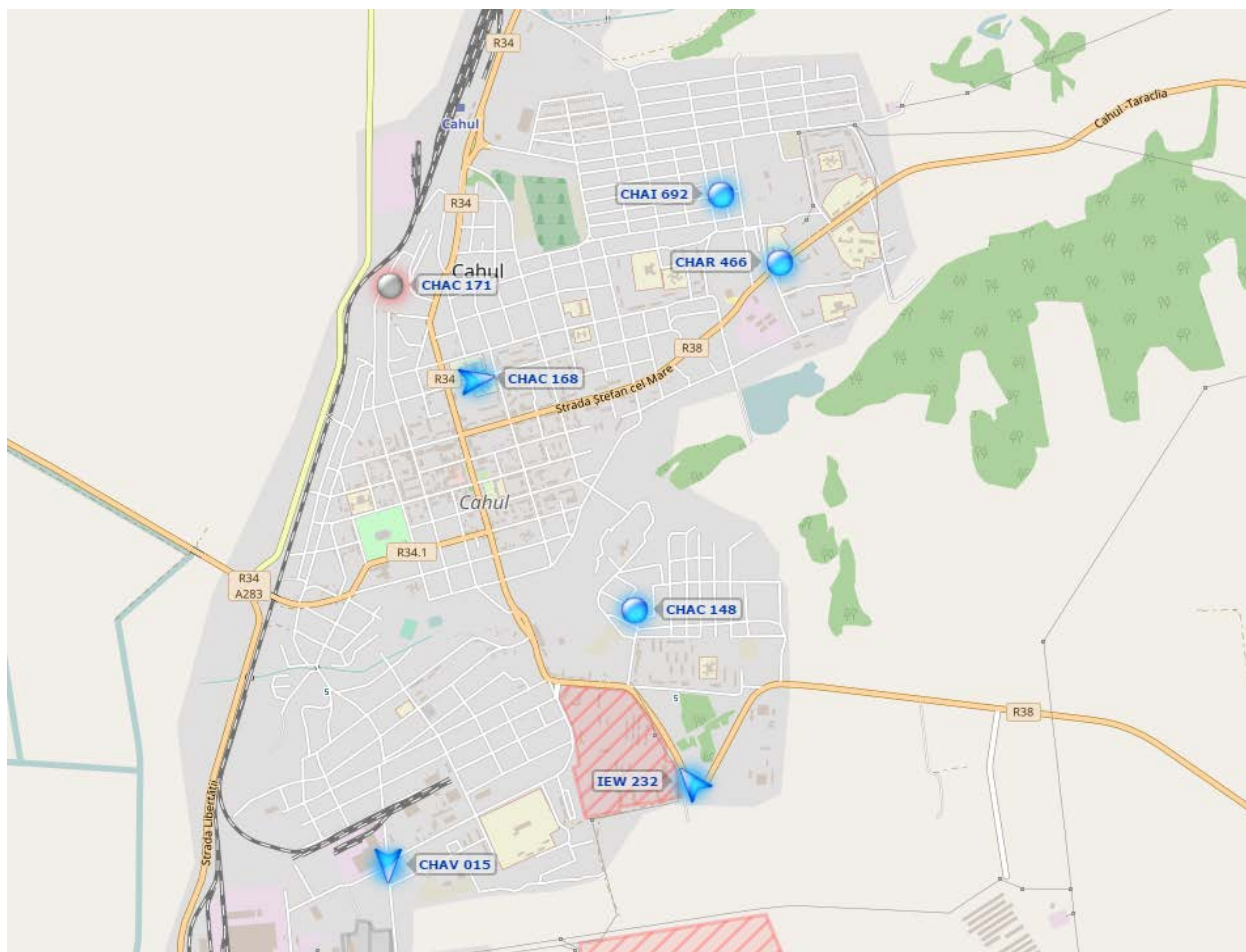 R34
Cahul
Cahul -Taraclia
CHAI 692
R34
CHAR 466
Cahul
CHAC 171
R38
R34
CHAC 168
Strada Ștefan cel Mare
Cahul
R34.1
R34
A283
CHAC 148
5
5
R38
IEW 232
Strada Libertății
CHAV 015